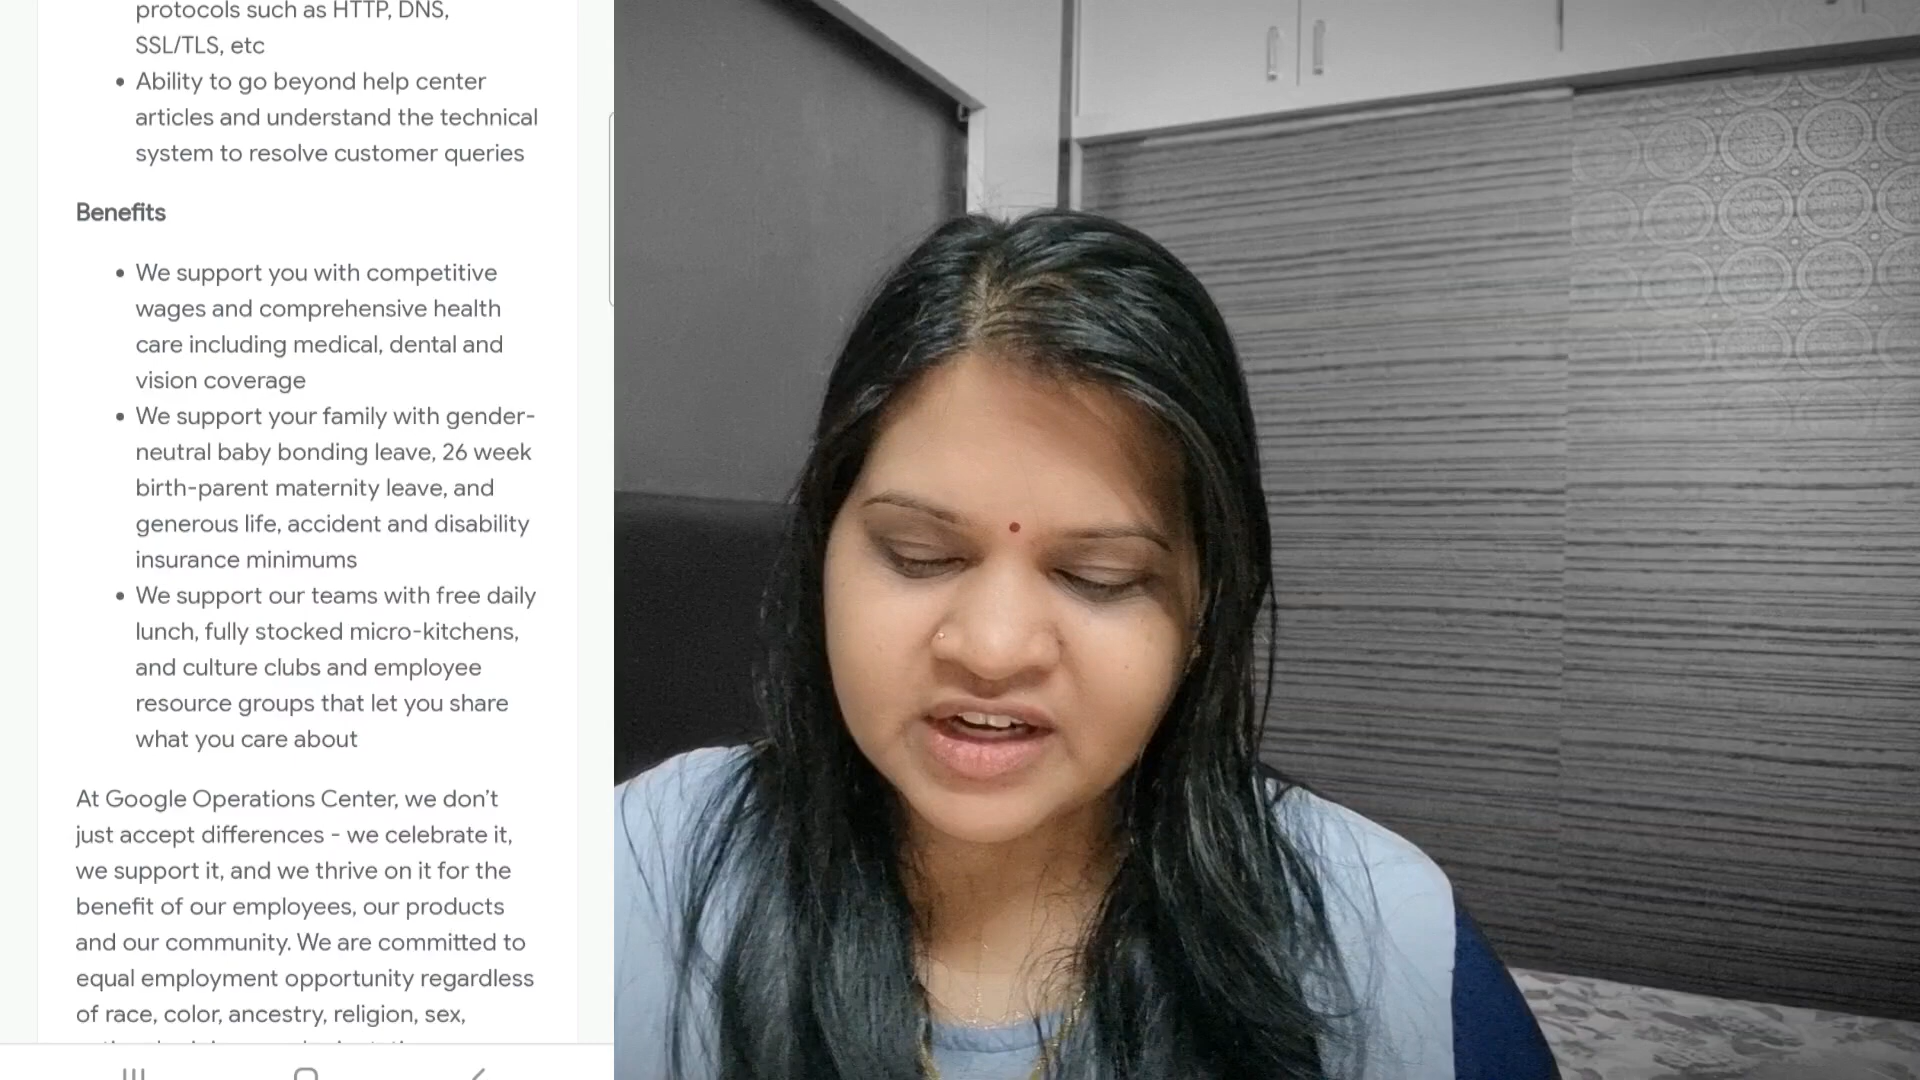 protocols such as HTTP, DNS,
SSL/TLS, etc
• Ability to go beyond help center
articles and understand the technical
system to resolve customer queries
Benefits
• We support you with competitive
wages and comprehensive health
care including medical, dental and
vision coverage
• We support your family with gender-
neutral baby bonding leave, 26 week
birth-parent maternity leave, and
generous life, accident and disability
insurance minimums
• We support our teams with free daily
lunch, fully stocked micro-kitchens,
and culture clubs and employee
resource groups that let you share
what you care about
At Google Operations Center, we don’t
just accept differences - we celebrate it,
we support it, and we thrive on it for the
benefit of our employees, our products
and our community. We are committed to
equal employment opportunity regardless
of race, color, ancestry, religion, sex,